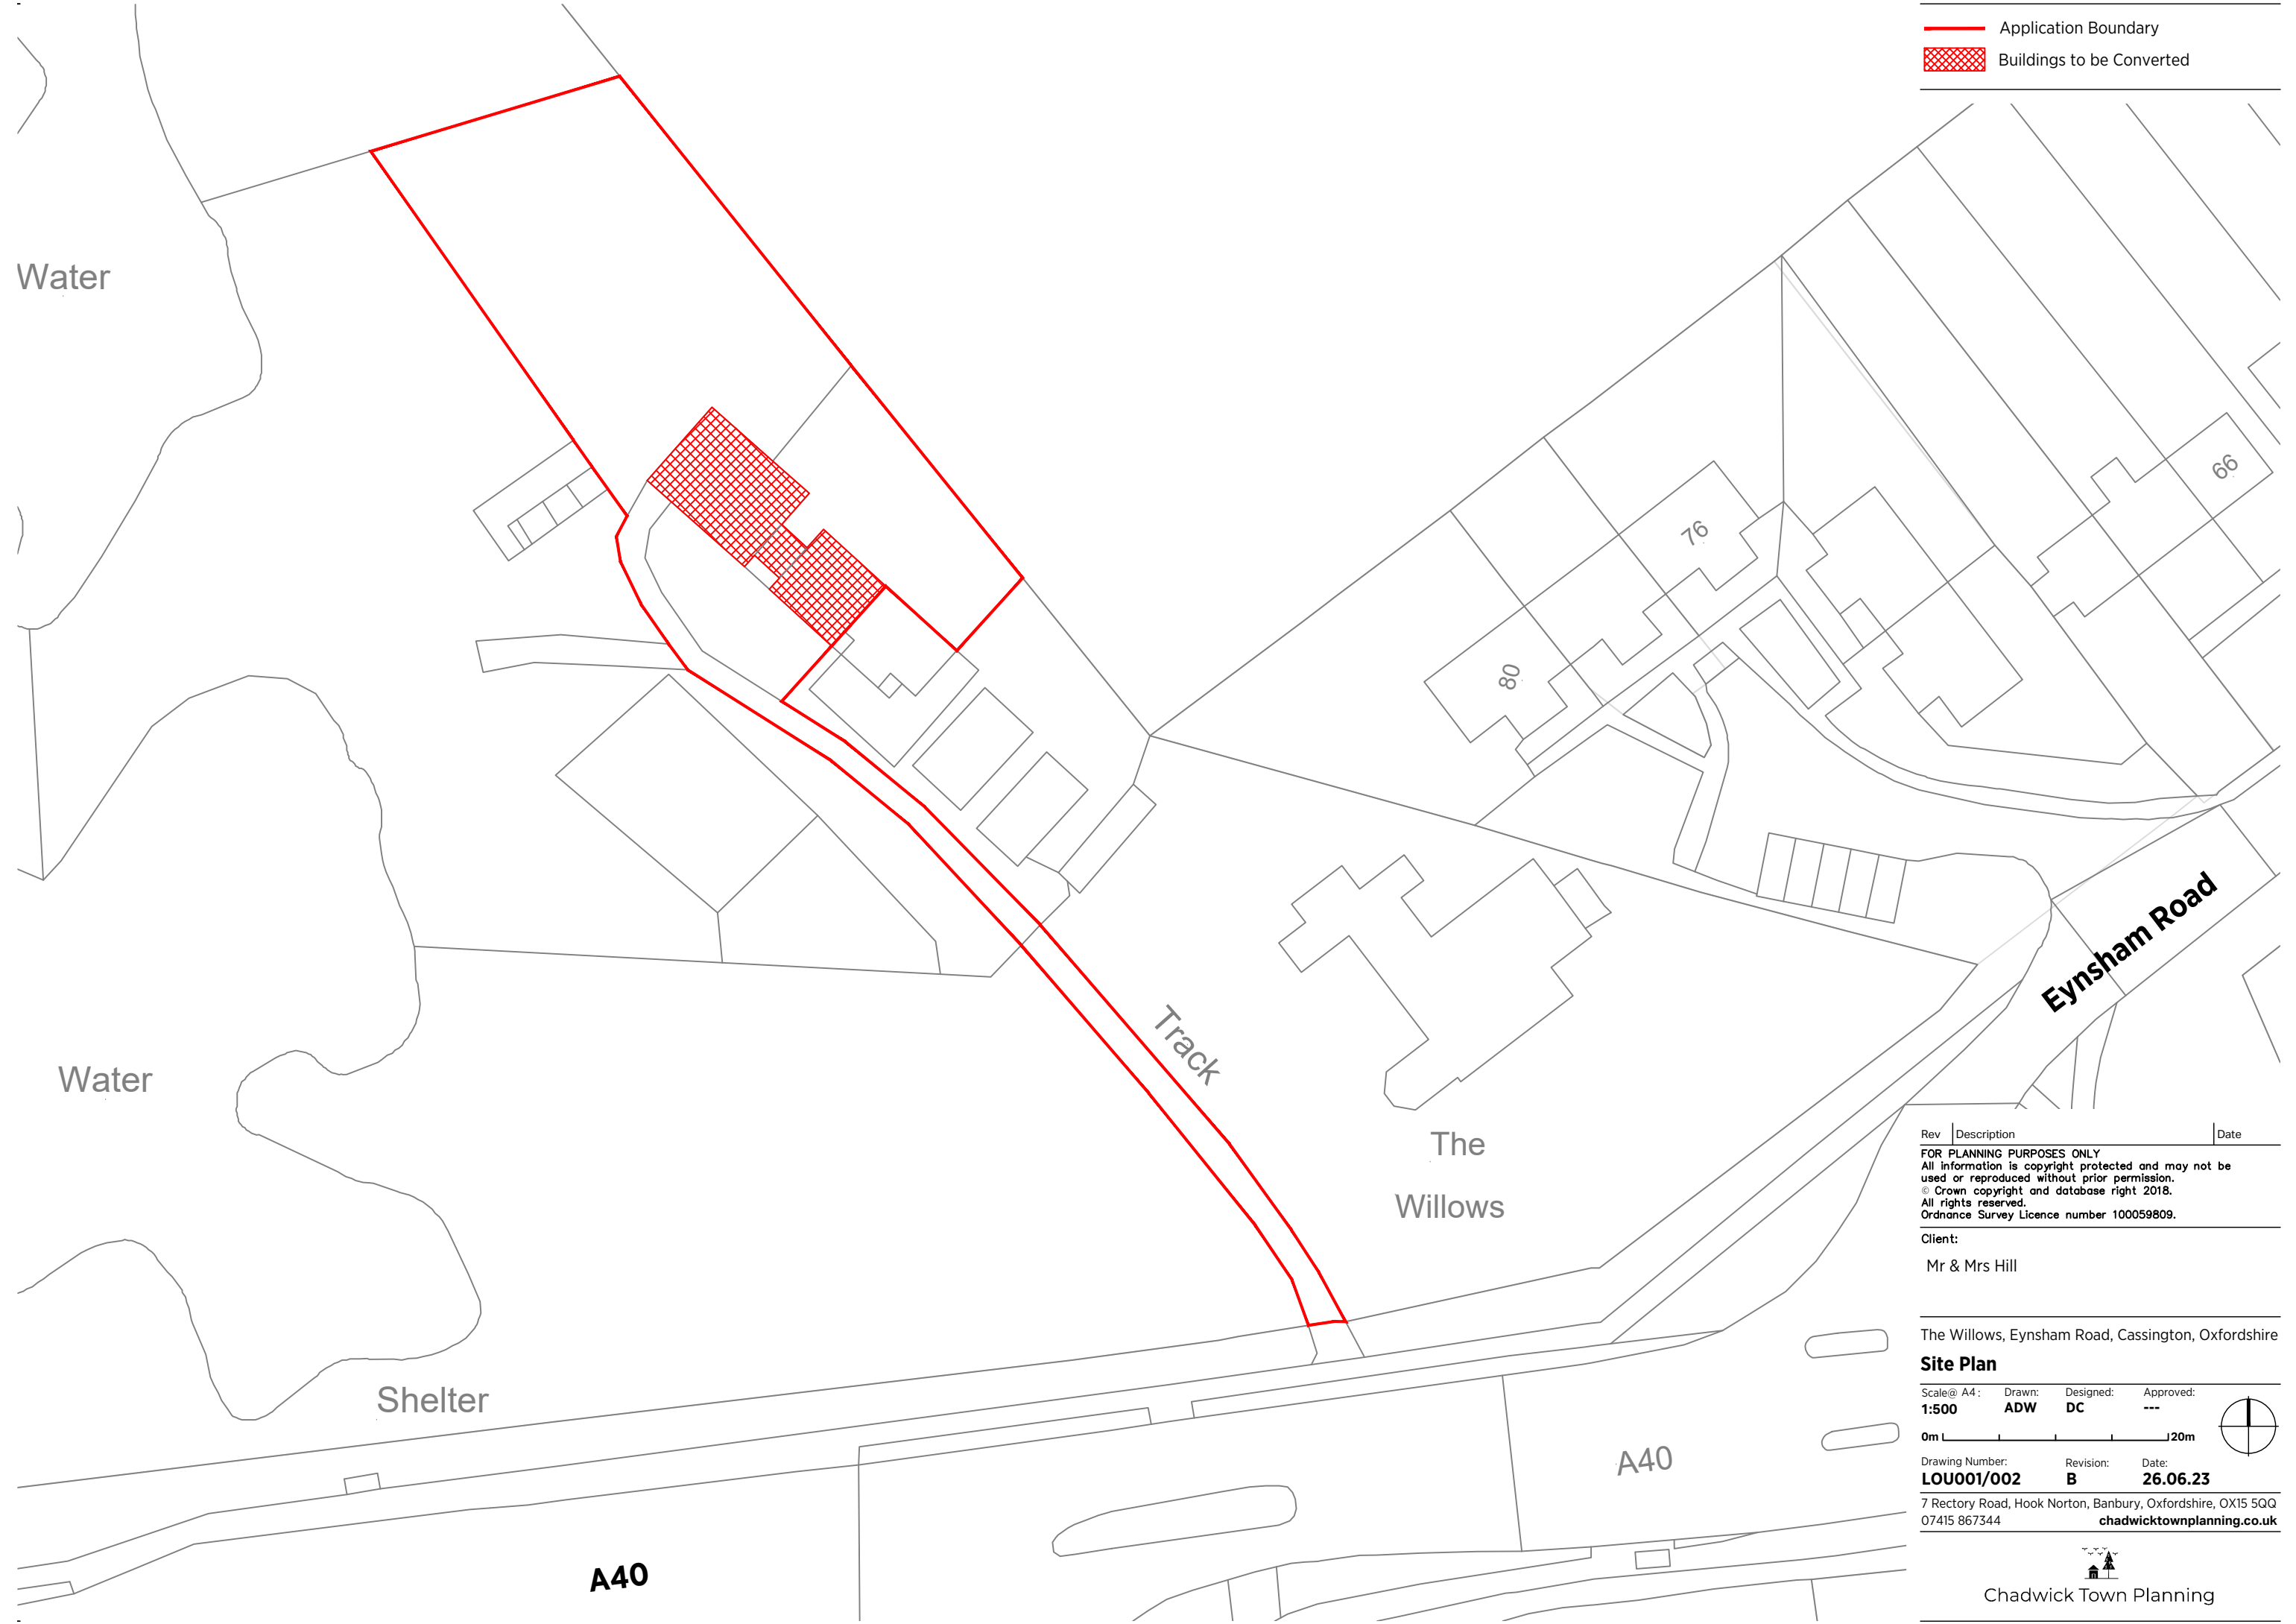 Application Boundary
Buildings to be Converted
Water
66
76
80
Eynsham Road
Track
Water
The
Willows
Shelter
A40
A40
Rev Description Date
FOR PLANNING PURPOSES ONLY
All information is copyright protected and may not be
used or reproduced without prior permission.
© Crown copyright and database right 2018.
All rights reserved.
Ordnance Survey Licence number 100059809.
Client:
Mr & Mrs Hill
The Willows, Eynsham Road, Cassington, Oxfordshire
Site Plan
Scale@ A4: Drawn: Designed: Approved:
1:500 ADW DC ---
0m 20m
Drawing Number: Revision: Date:
LOU001/002 B 26.06.23
7 Rectory Road, Hook Norton, Banbury, Oxfordshire, OX15 5QQ
07415 867344 chadwicktownplanning.co.uk
Chadwick Town Planning